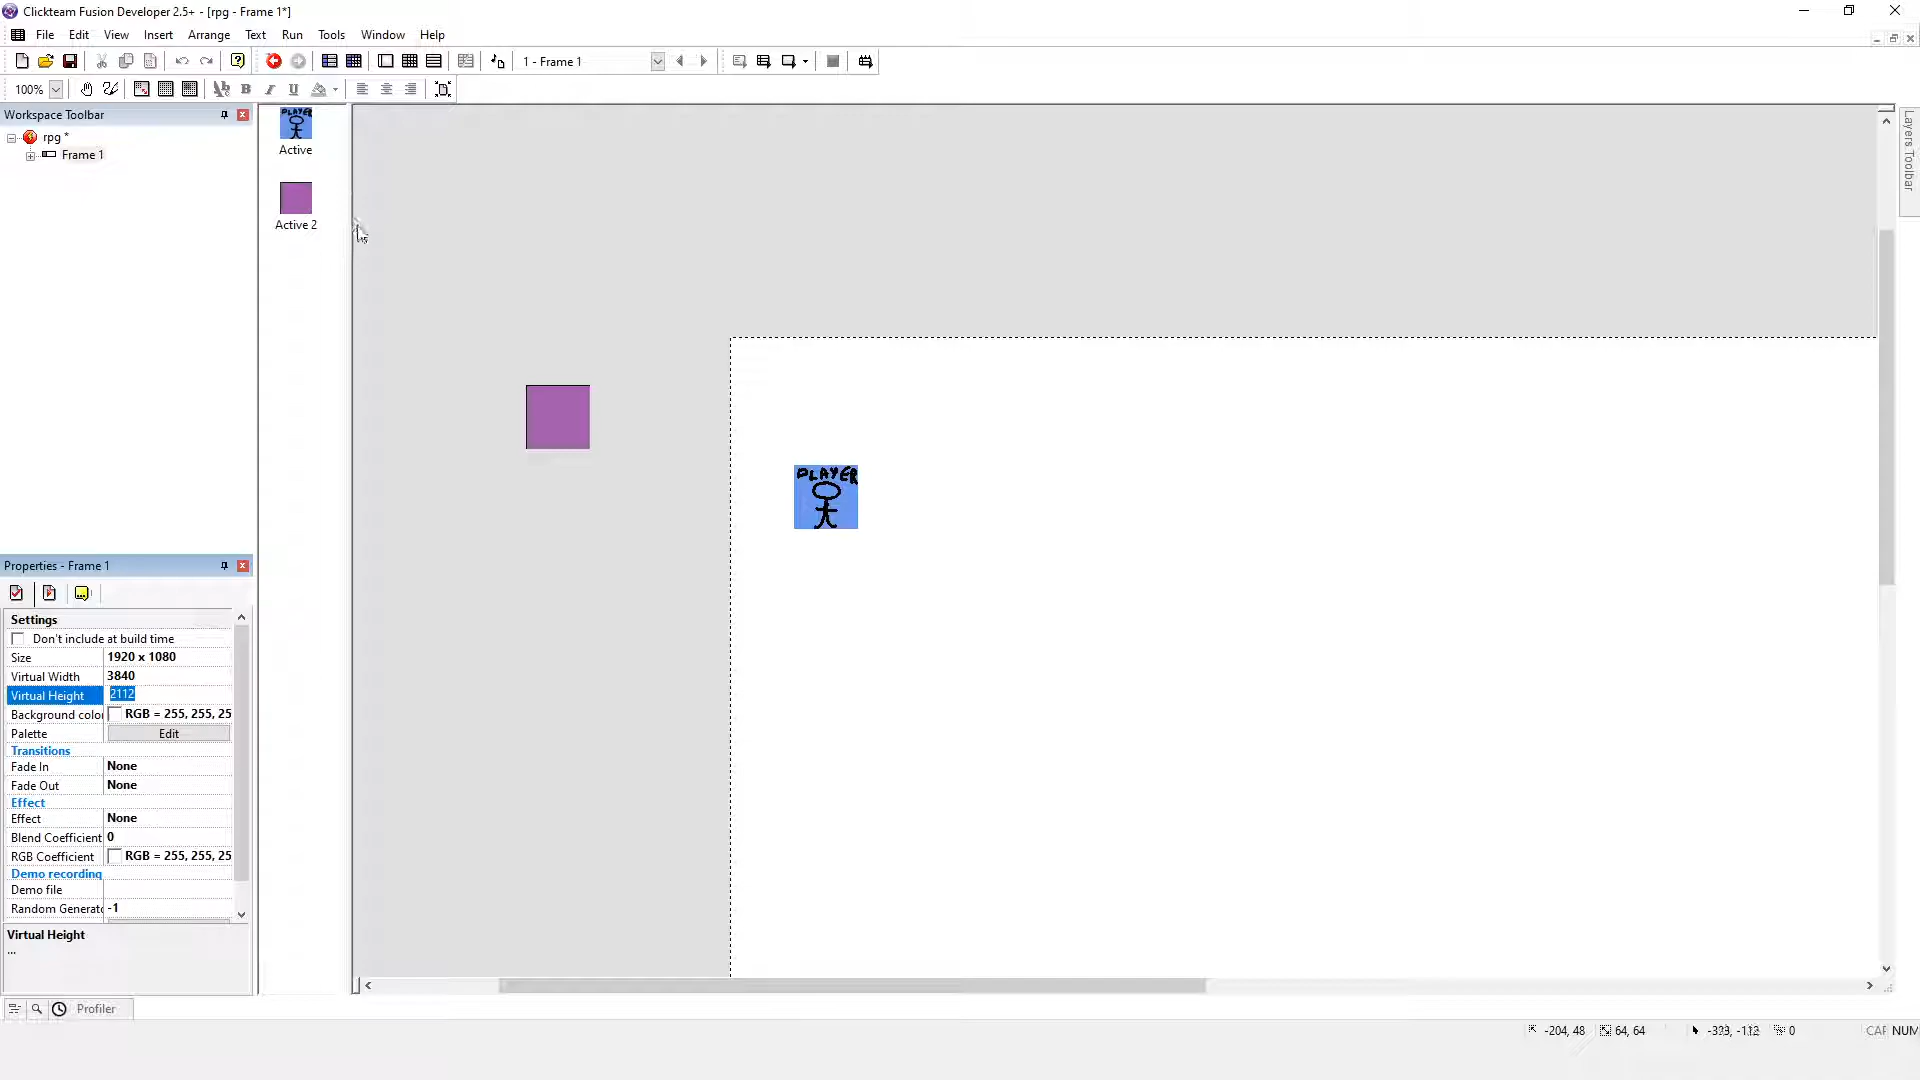 Clickteam Fusion Developer 2.5+ - [rpg - Frame 1*]
File Edit View Insert Arrange Text Run Tools Window Help
1 - Frame 1
100%
Workspace Toolbar
rpg *
Frame 1
PLAYER
Active
Active 2
Layers Toolbar
PLAYER
Properties - Frame 1
Settings
Don't include at build time
Size 1920 x 1080
Virtual Width 3840
Virtual Height 2112
Background color RGB = 255, 255, 25
Palette Edit
Transitions
Fade In None
Fade Out None
Effect
Effect None
Blend Coefficient 0
RGB Coefficient RGB = 255, 255, 25
Demo recording
Demo file
Random Generato -1
Virtual Height
...
Profiler
-204, 48 64, 64 0 CAP NUM